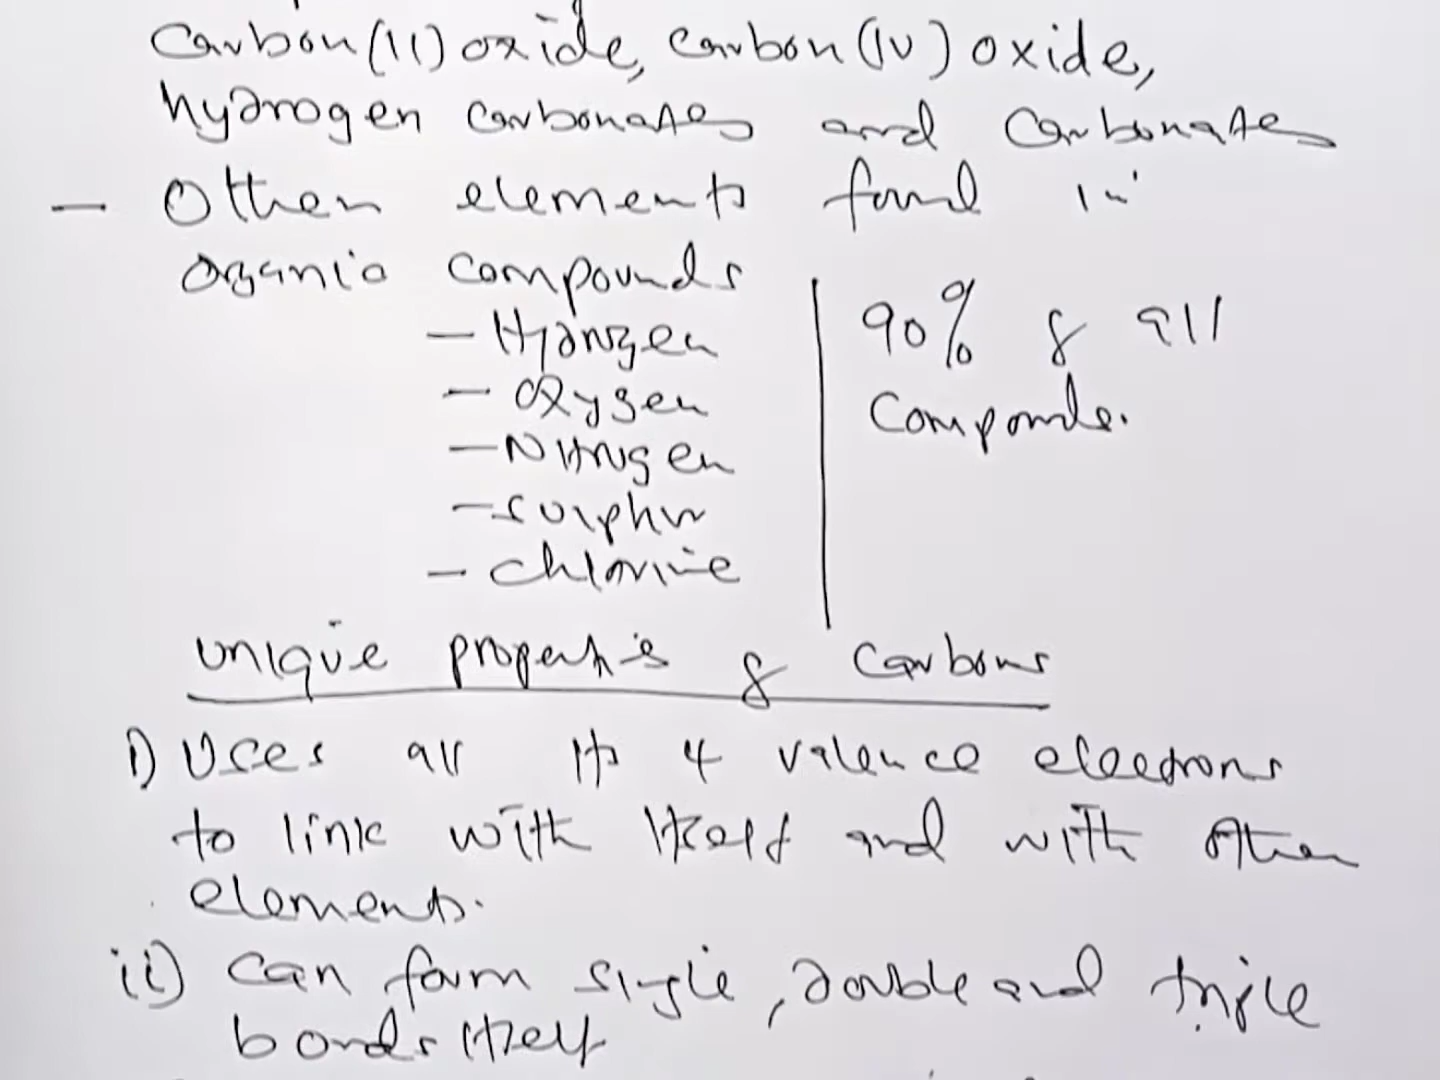 Carbon(II) oxide, carbon(IV) oxide,
hydrogen carbonates and Carbonates
- Other elements found in
organic compounds
- Hydrogen
- Oxygen
- Nitrogen
- Sulphur
- Chlorine
90% of all
Compounds.
Unique properties of Carbons
i) Uses all its 4 valence electrons
to link with itself and with other
elements.
ii) Can form single, double and triple
bonds itself